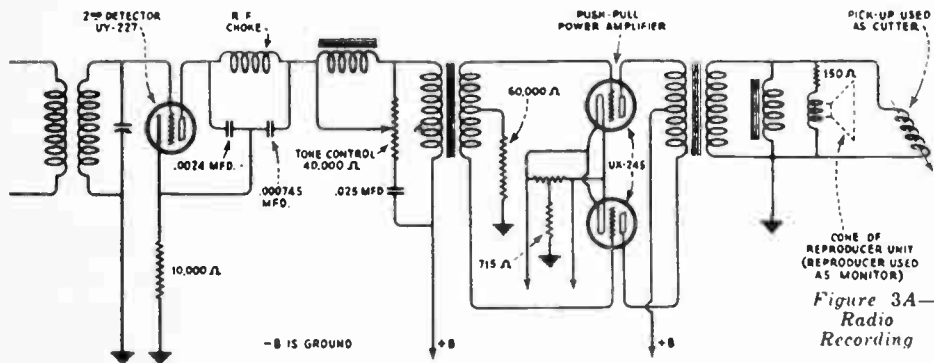 2ND DETECTOR
UY-227
R.F
CHOKE
.0024 MFD.
.000745
MFD.
10,000 Ω
TONE CONTROL
40,000 Ω
.025 MFD
-B IS GROUND
+B
PUSH-PULL
POWER AMPLIFIER
60,000 Ω
UX-245
715 Ω
+B
PICK-UP USED
AS CUTTER
150 Ω
CONE OF
REPRODUCER UNIT
(REPRODUCER USED
AS MONITOR)
Figure 3A—
Radio
Recording